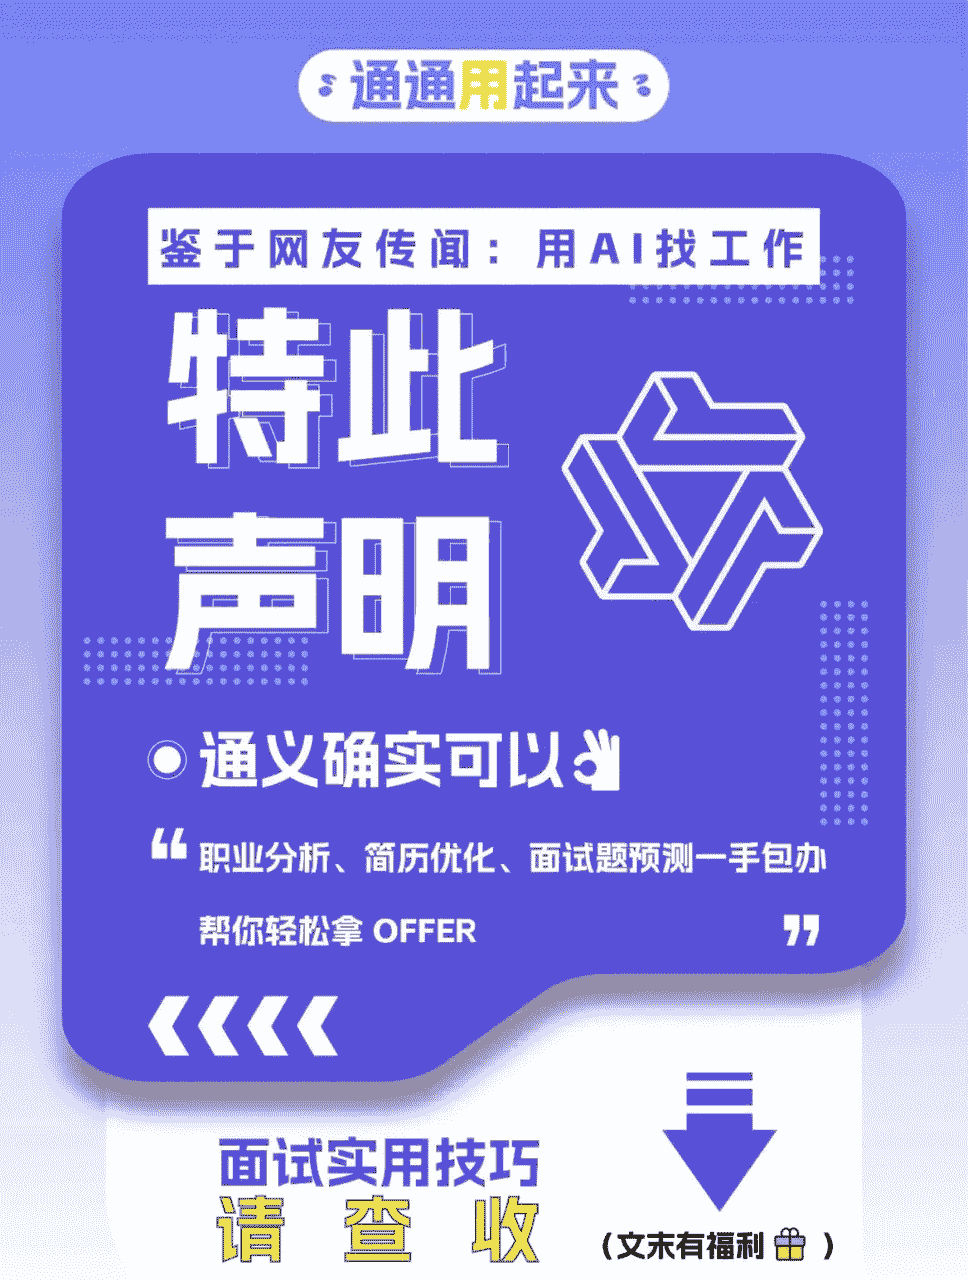 通通用起来
鉴于网友传闻：用AI找工作
特此
声明
通义确实可以👌
“职业分析、简历优化、面试题预测一手包办
帮你轻松拿 OFFER”
面试实用技巧
请查收
（文末有福利🎁）